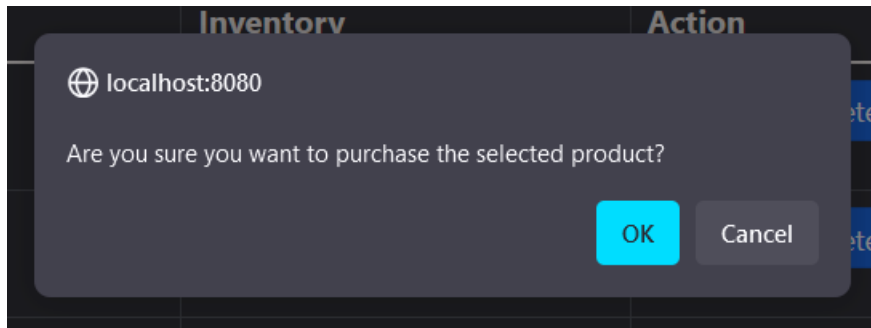 Inventory Action
localhost:8080
Are you sure you want to purchase the selected product?
OK Cancel